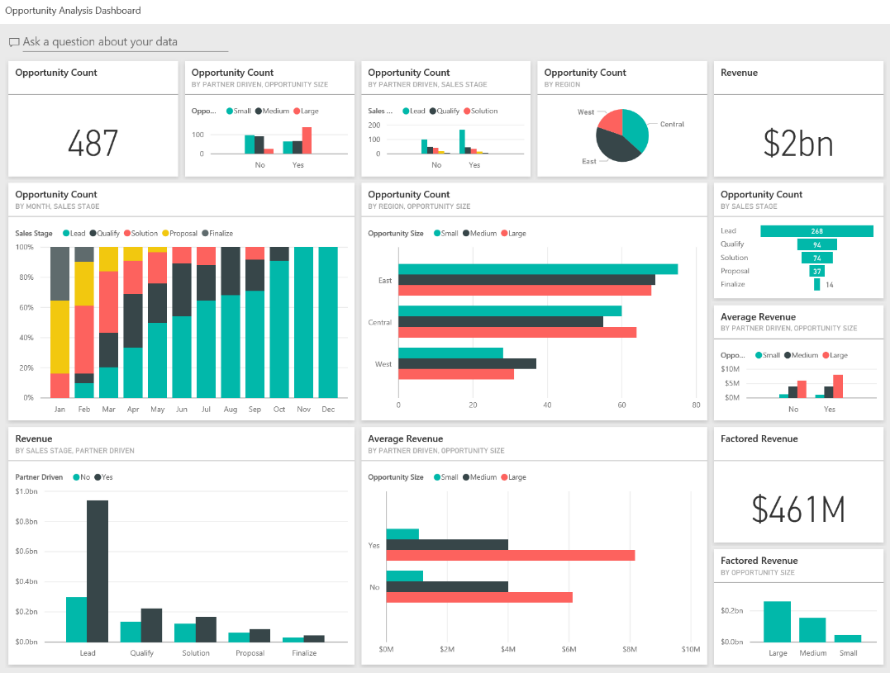 Opportunity Analysis Dashboard
Ask a question about your data
Opportunity Count
487
Opportunity Count
BY PARTNER DRIVEN, OPPORTUNITY SIZE
Oppo... Small Medium Large
100
0
No Yes
Opportunity Count
BY PARTNER DRIVEN, SALES STAGE
Sales ... Lead Qualify Solution
200
100
0
No Yes
Opportunity Count
BY REGION
West
Central
East
Revenue
$2bn
Opportunity Count
BY MONTH, SALES STAGE
Sales Stage Lead Qualify Solution Proposal Finalize
100%
80%
60%
40%
20%
0%
Jan Feb Mar Apr May Jun Jul Aug Sep Oct Nov Dec
Opportunity Count
BY REGION, OPPORTUNITY SIZE
Opportunity Size Small Medium Large
East
Central
West
0 20 40 60 80
Opportunity Count
BY SALES STAGE
Lead 268
Qualify 94
Solution 74
Proposal 37
Finalize 14
Average Revenue
BY PARTNER DRIVEN, OPPORTUNITY SIZE
Oppo... Small Medium Large
$10M
$5M
$0M
No Yes
Revenue
BY SALES STAGE, PARTNER DRIVEN
Partner Driven No Yes
$1.0bn
$0.8bn
$0.6bn
$0.4bn
$0.2bn
$0.0bn
Lead Qualify Solution Proposal Finalize
Average Revenue
BY PARTNER DRIVEN, OPPORTUNITY SIZE
Opportunity Size Small Medium Large
Yes
No
$0M $2M $4M $6M $8M $10M
Factored Revenue
$461M
Factored Revenue
BY OPPORTUNITY SIZE
$0.2bn
$0.0bn
Large Medium Small